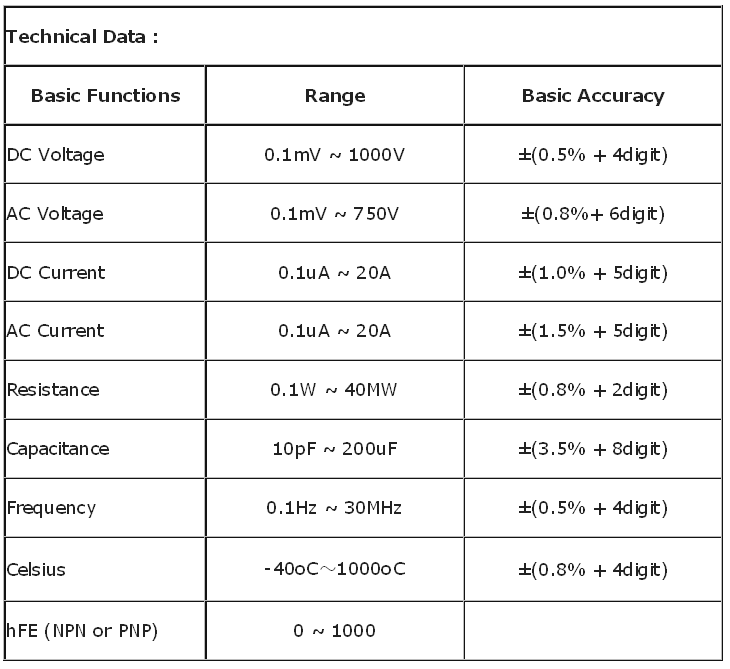 Technical Data :
Basic Functions Range Basic Accuracy
DC Voltage 0.1mV ~ 1000V ±(0.5% + 4digit)
AC Voltage 0.1mV ~ 750V ±(0.8%+ 6digit)
DC Current 0.1uA ~ 20A ±(1.0% + 5digit)
AC Current 0.1uA ~ 20A ±(1.5% + 5digit)
Resistance 0.1W ~ 40MW ±(0.8% + 2digit)
Capacitance 10pF ~ 200uF ±(3.5% + 8digit)
Frequency 0.1Hz ~ 30MHz ±(0.5% + 4digit)
Celsius -40oC～1000oC ±(0.8% + 4digit)
hFE (NPN or PNP) 0 ~ 1000